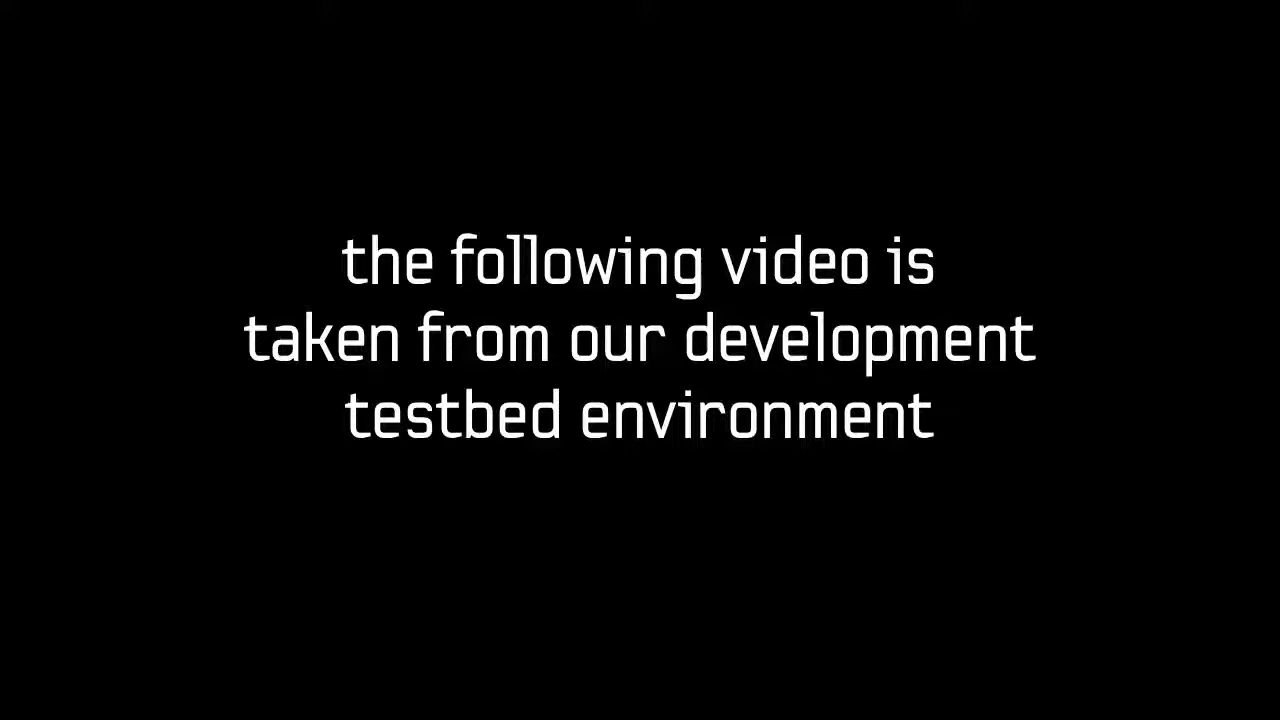 the following video is
taken from our development
testbed environment